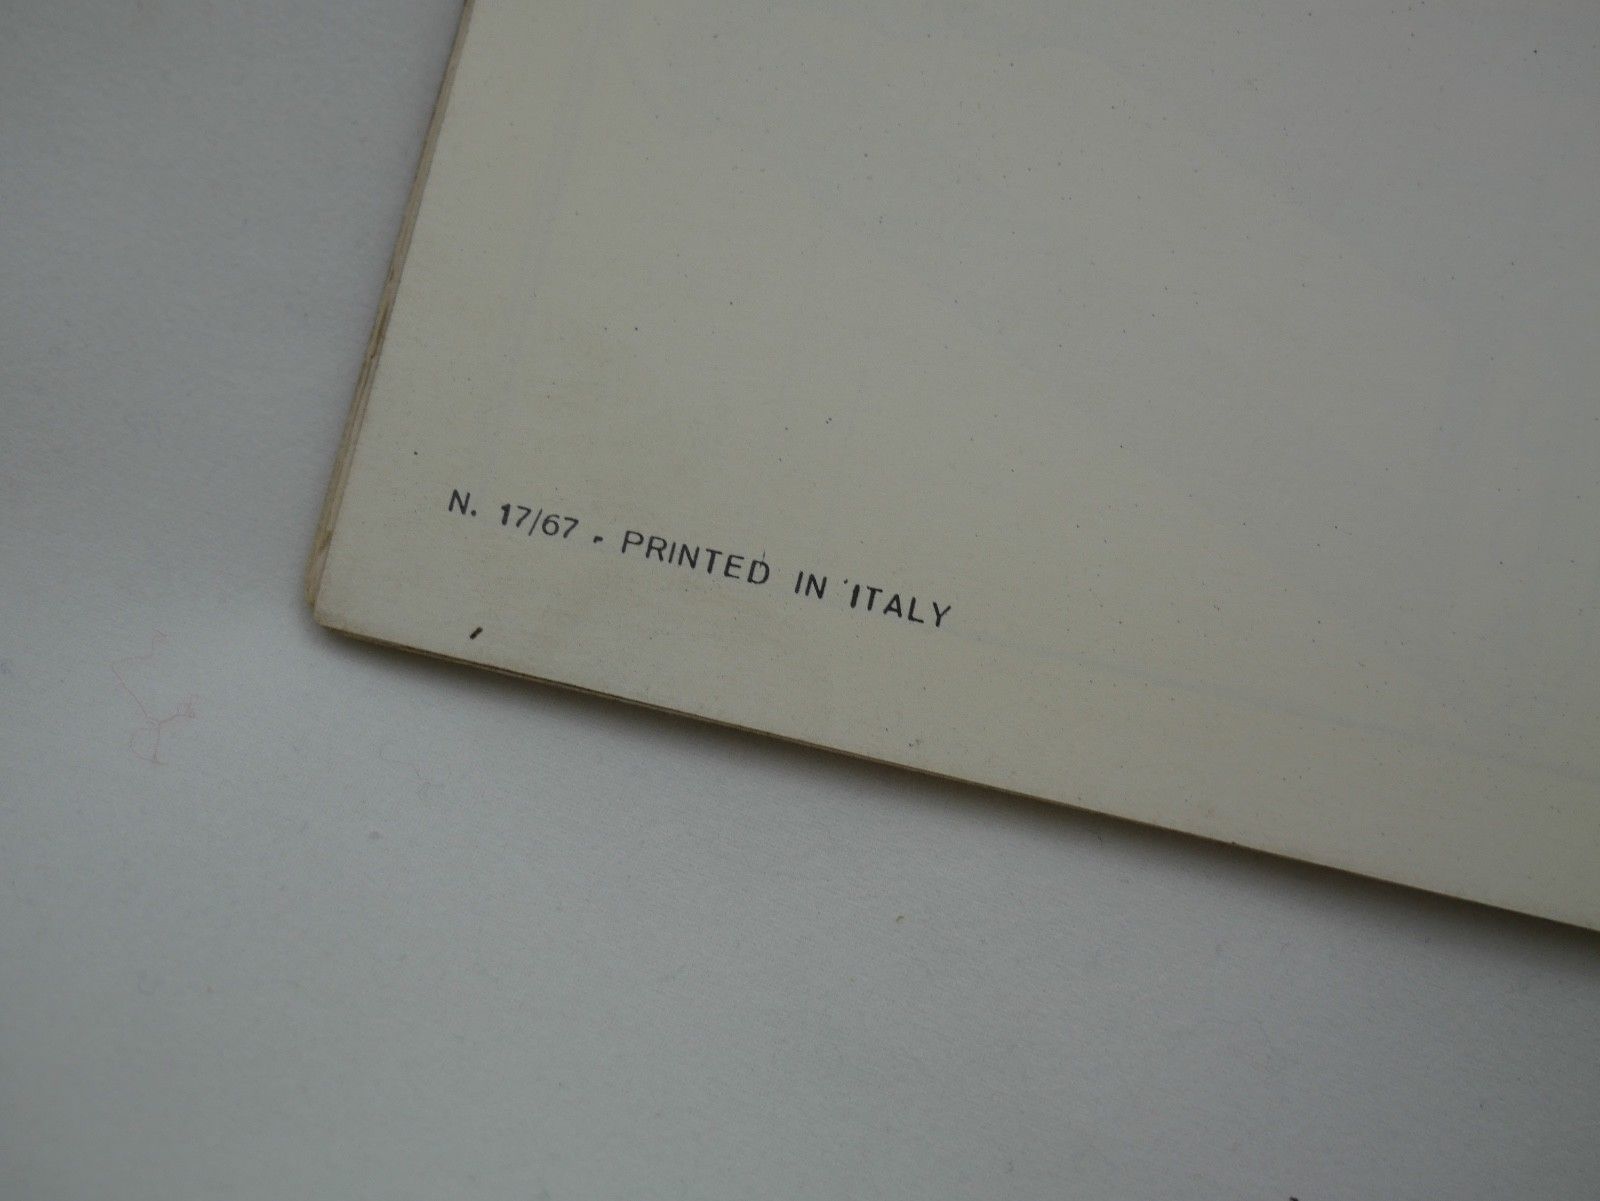 N. 17/67 - PRINTED IN ITALY